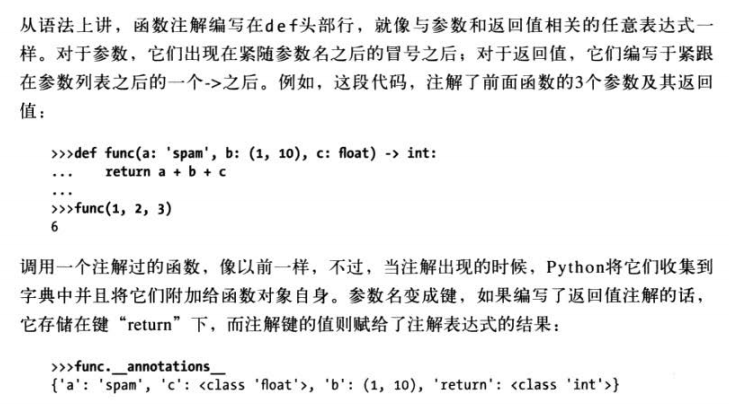 从语法上讲，函数注解编写在def头部行，就像与参数和返回值相关的任意表达式一
样。对于参数，它们出现在紧随参数名之后的冒号之后；对于返回值，它们编写于紧跟
在参数列表之后的一个->之后。例如，这段代码，注解了前面函数的3个参数及其返回
值：
>>>def func(a: 'spam', b: (1, 10), c: float) -> int:
...     return a + b + c
...
>>>func(1, 2, 3)
6
调用一个注解过的函数，像以前一样，不过，当注解出现的时候，Python将它们收集到
字典中并且将它们附加给函数对象自身。参数名变成键，如果编写了返回值注解的话，
它存储在键“return”下，而注解键的值则赋给了注解表达式的结果：
>>>func.__annotations__
{'a': 'spam', 'c': <class 'float'>, 'b': (1, 10), 'return': <class 'int'>}